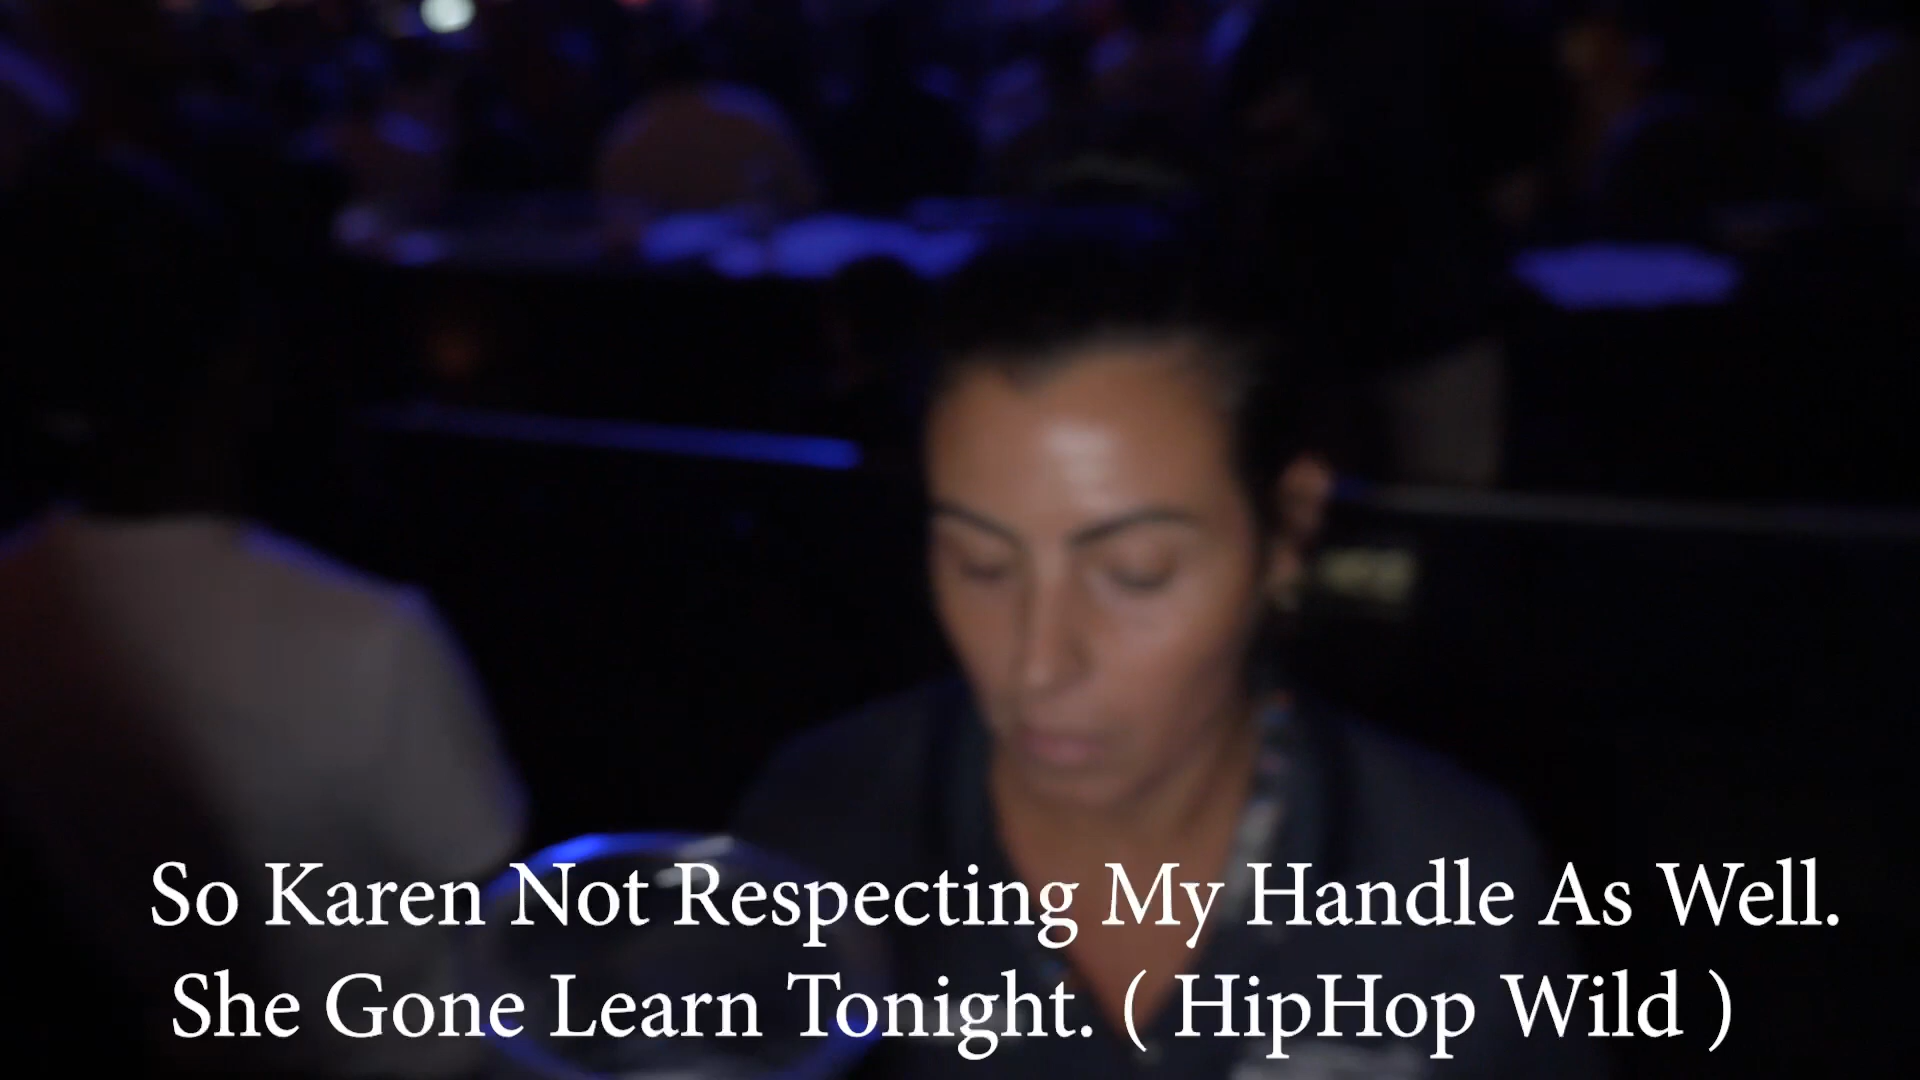 So Karen Not Respecting My Handle As Well.
She Gone Learn Tonight. ( HipHop Wild )